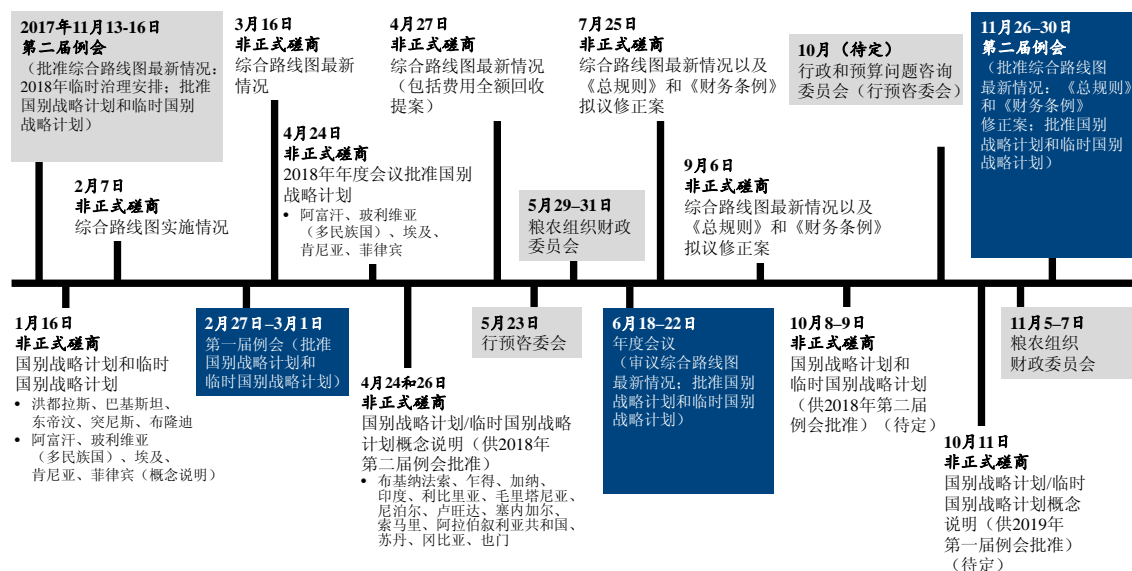 2017年11月13-16日
第二届例会
（批准综合路线图最新情况：
2018年临时治理安排；批准
国别战略计划和临时国别
战略计划）
2月7日
非正式磋商
综合路线图实施情况
3月16日
非正式磋商
综合路线图最新
情况
4月24日
非正式磋商
2018年年度会议批准国别
战略计划
• 阿富汗、玻利维亚
（多民族国）、埃及、
肯尼亚、菲律宾
4月27日
非正式磋商
综合路线图最新情况
（包括费用全额回收
提案）
5月29–31日
粮农组织财政
委员会
7月25日
非正式磋商
综合路线图最新情况以及
《总规则》和《财务条例》
拟议修正案
9月6日
非正式磋商
综合路线图最新情况以及
《总规则》和《财务条例》
拟议修正案
10月（待定）
行政和预算问题咨询
委员会（行预咨委会）
11月26–30日
第二届例会
（批准综合路线图
最新情况：《总规则》
和《财务条例》
修正案；批准国别
战略计划和临时国别
战略计划）
1月16日
非正式磋商
国别战略计划和临时
国别战略计划
• 洪都拉斯、巴基斯坦、
东帝汶、突尼斯、布隆迪
• 阿富汗、玻利维亚
（多民族国）、埃及、
肯尼亚、菲律宾（概念说明）
2月27日–3月1日
第一届例会（批准
国别战略计划和
临时国别战略计划）
4月24和26日
非正式磋商
国别战略计划/临时国别战略
计划概念说明（供2018年
第二届例会批准）
• 布基纳法索、乍得、加纳、
印度、利比里亚、毛里塔尼亚、
尼泊尔、卢旺达、塞内加尔、
索马里、阿拉伯叙利亚共和国、
苏丹、冈比亚、也门
5月23日
行预咨委会
6月18–22日
年度会议
（审议综合路线图
最新情况；批准国别
战略计划和临时国别
战略计划）
10月8–9日
非正式磋商
国别战略计划和
临时国别战略计划
（供2018年第二届
例会批准）（待定）
10月11日
非正式磋商
国别战略计划/临时
国别战略计划概念
说明（供2019年
第一届例会批准）
（待定）
11月5–7日
粮农组织
财政委员会